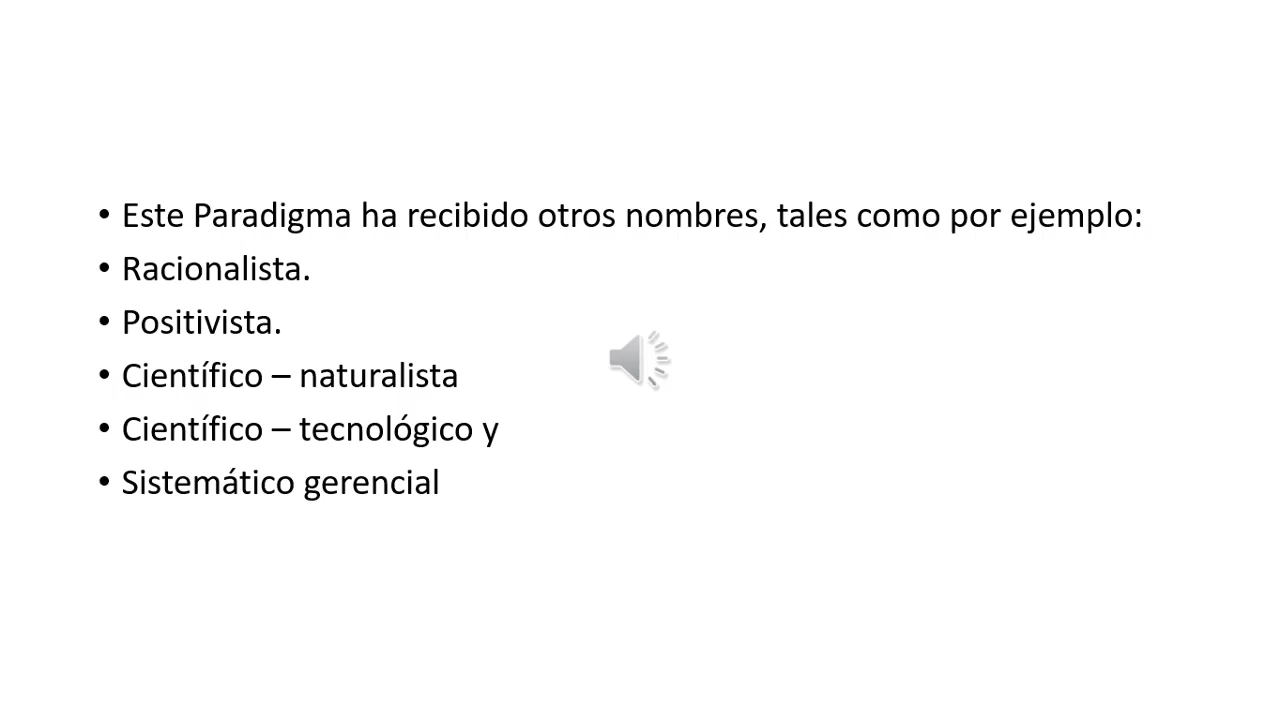 • Este Paradigma ha recibido otros nombres, tales como por ejemplo:
• Racionalista.
• Positivista.
• Científico – naturalista
• Científico – tecnológico y
• Sistemático gerencial